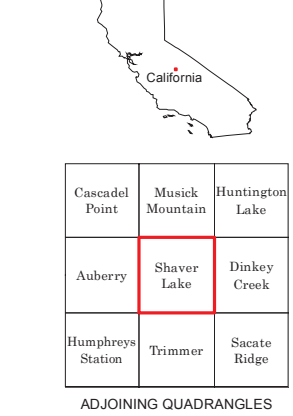 California
Cascadel
Point
Musick
Mountain
Huntington
Lake
Auberry
Shaver
Lake
Dinkey
Creek
Humphreys
Station
Trimmer
Sacate
Ridge
ADJOINING QUADRANGLES